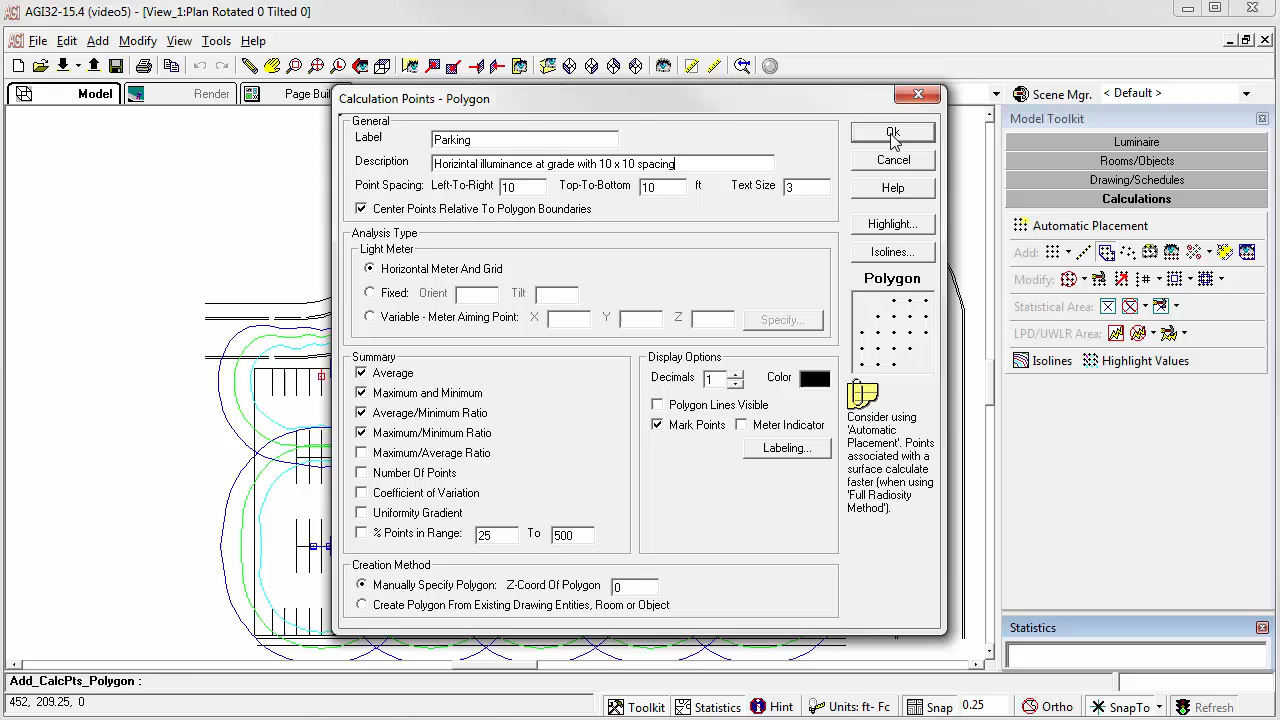 AGI32-15.4 (video5) - [View_1:Plan Rotated 0 Tilted 0]
File Edit Add Modify View Tools Help
Model Render Page Bui
Scene Mgr. < Default >
Calculation Points - Polygon
General
Label Parking
Description Horizintal illuminance at grade with 10 x 10 spacing
Point Spacing: Left-To-Right 10 Top-To-Bottom 10 ft Text Size 3
Center Points Relative To Polygon Boundaries
Analysis Type
Light Meter
Horizontal Meter And Grid
Fixed: Orient Tilt
Variable - Meter Aiming Point: X Y Z Specify...
Summary
Average
Maximum and Minimum
Average/Minimum Ratio
Maximum/Minimum Ratio
Maximum/Average Ratio
Number Of Points
Coefficient of Variation
Uniformity Gradient
% Points in Range: 25 To 500
Display Options
Decimals 1 Color
Polygon Lines Visible
Mark Points Meter Indicator
Labeling...
Creation Method
Manually Specify Polygon: Z-Coord Of Polygon 0
Create Polygon From Existing Drawing Entities, Room or Object
Ok
Cancel
Help
Highlight...
Isolines...
Polygon
Consider using
'Automatic
Placement'. Points
associated with a
surface calculate
faster (when using
'Full Radiosity
Method').
Model Toolkit
Luminaire
Rooms/Objects
Drawing/Schedules
Calculations
Automatic Placement
Add:
Modify:
Statistical Area:
LPD/UWLR Area:
Isolines Highlight Values
Statistics
Add_CalcPts_Polygon :
452, 209.25, 0
Toolkit Statistics Hint Units: ft- Fc Snap 0.25 Ortho SnapTo Refresh